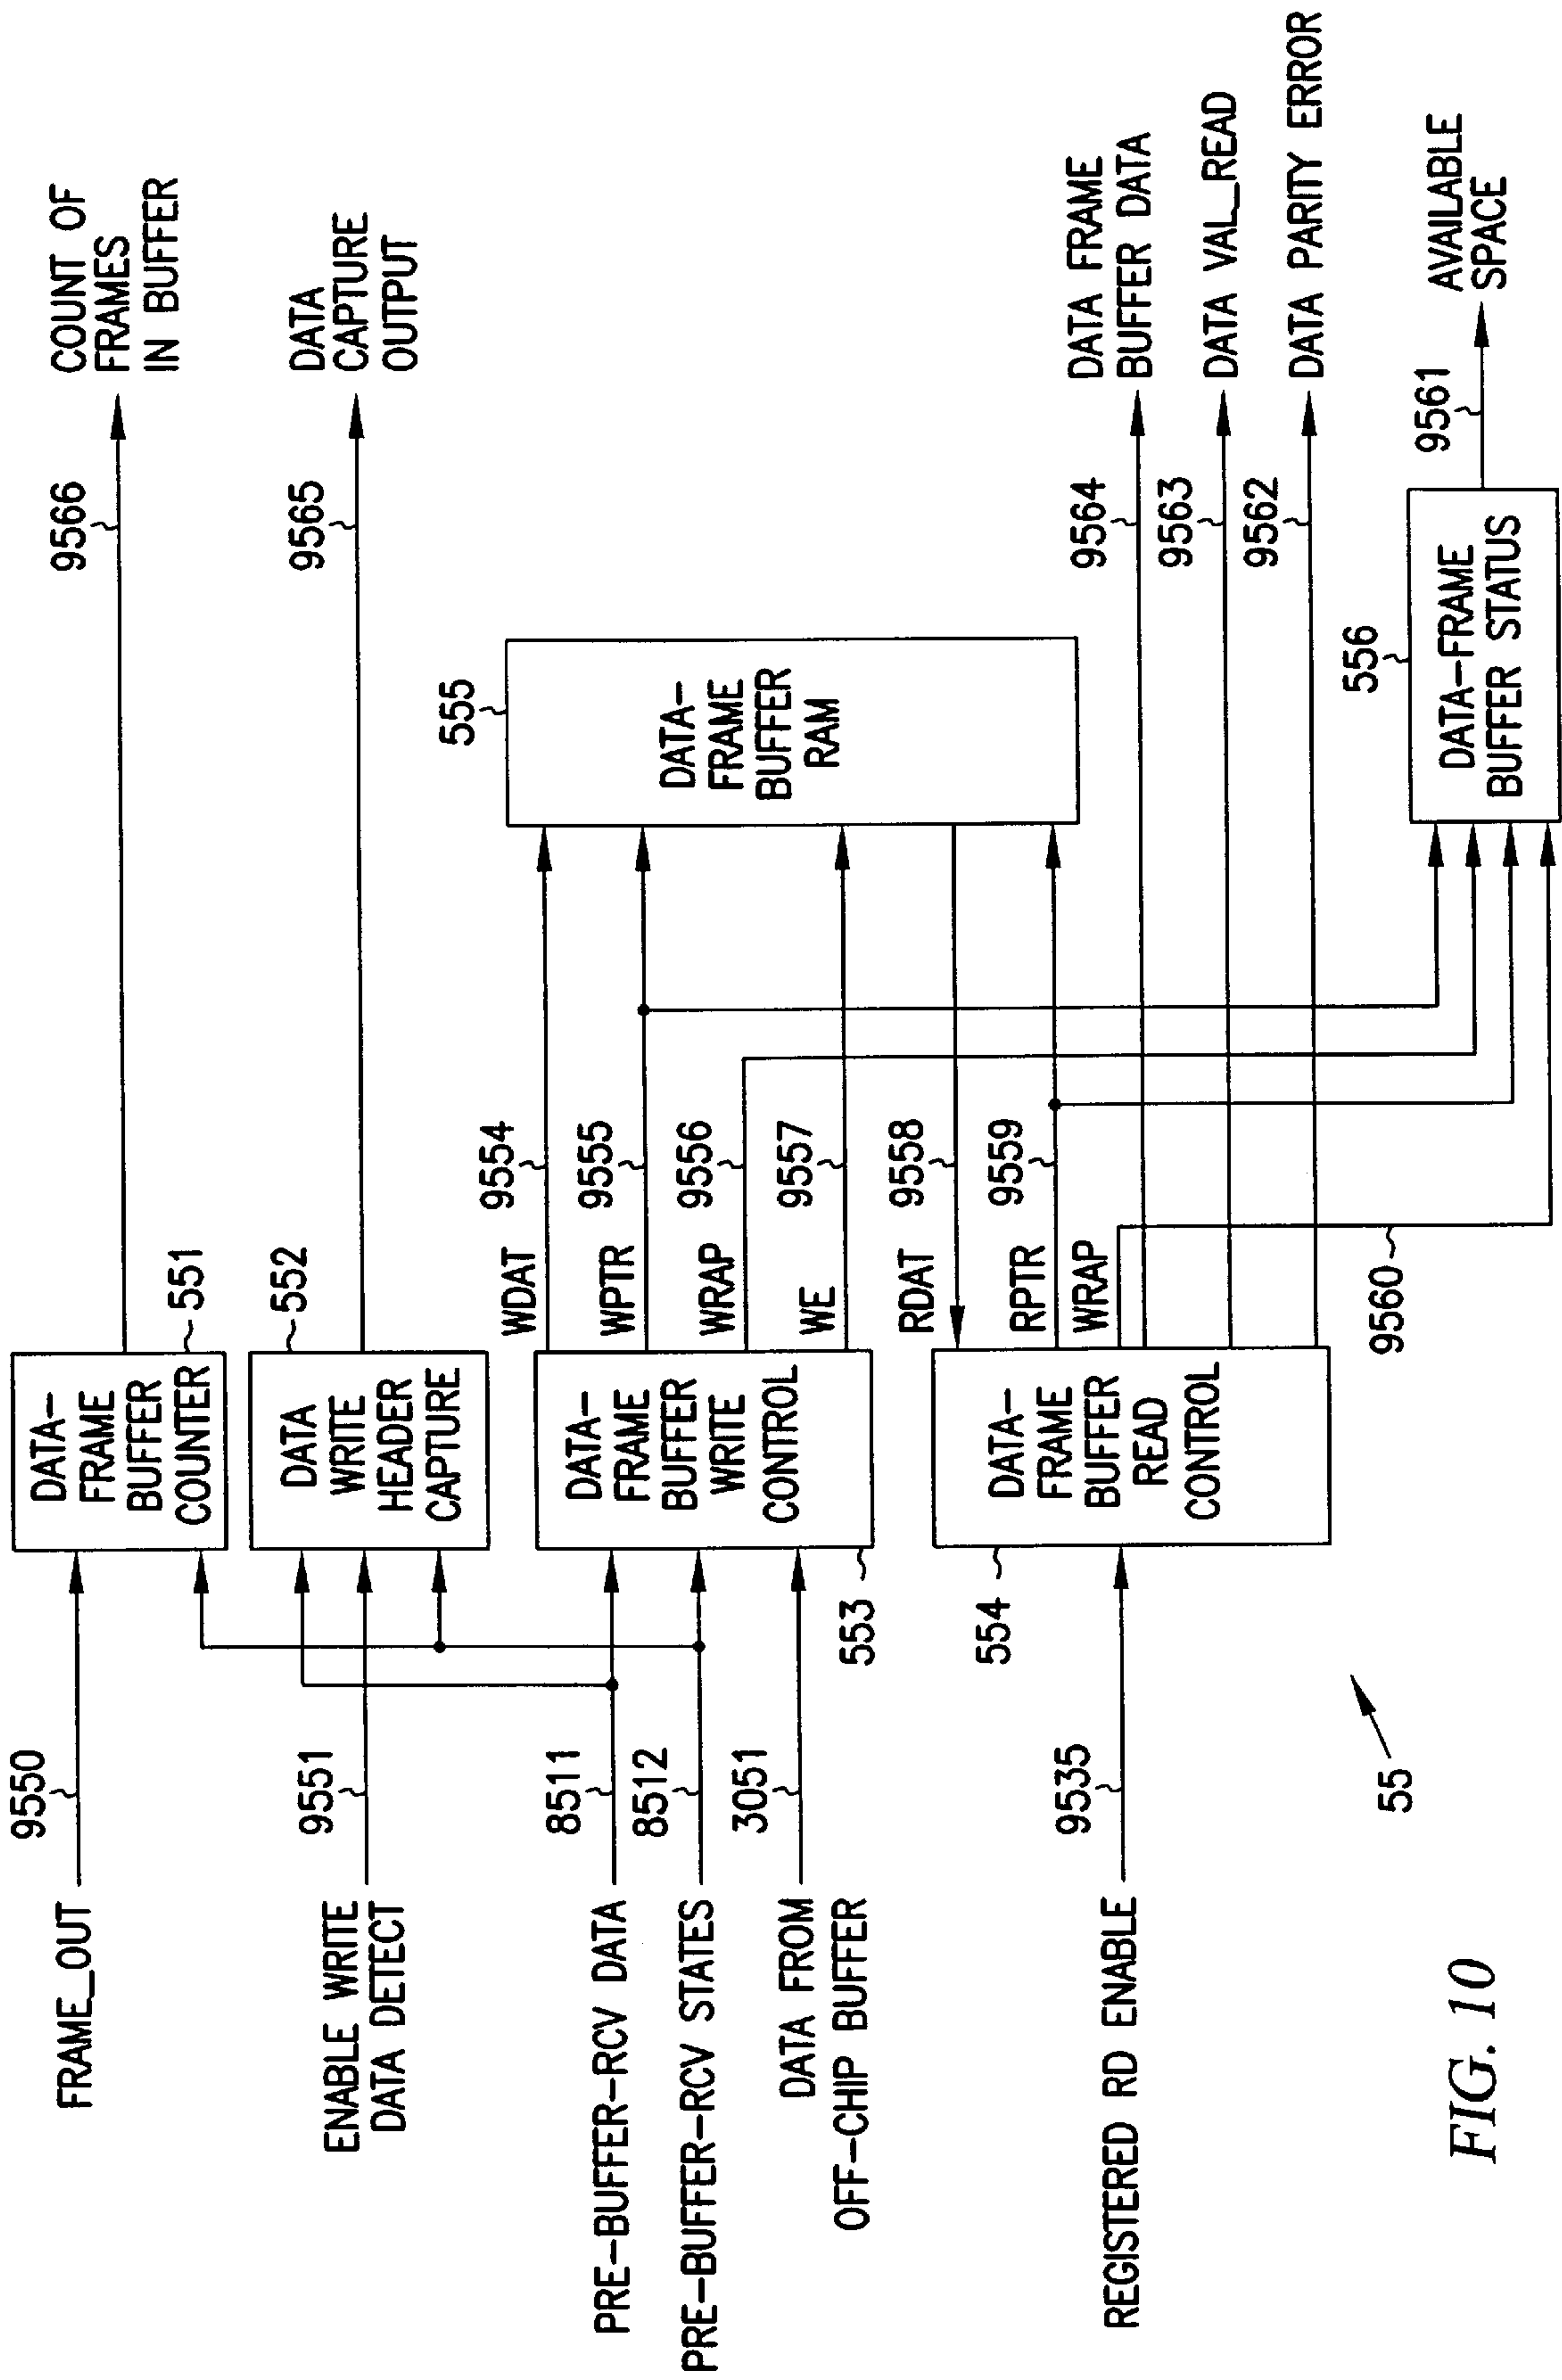 FRAME_OUT
9550
DATA-
FRAME
BUFFER
COUNTER
551
9566
COUNT OF
FRAMES
IN BUFFER
ENABLE WRITE
DATA DETECT
9551
DATA
WRITE
HEADER
CAPTURE
552
9565
DATA
CAPTURE
OUTPUT
PRE-BUFFER-RCV DATA
8511
PRE-BUFFER-RCV STATES
8512
DATA FROM
OFF-CHIP BUFFER
3051
DATA-
FRAME
BUFFER
WRITE
CONTROL
553
WDAT
9554
WPTR
9555
WRAP
9556
WE
9557
DATA-
FRAME
BUFFER
RAM
555
REGISTERED RD ENABLE
9535
DATA-
FRAME
BUFFER
READ
CONTROL
554
RDAT
9558
RPTR
9559
WRAP
9560
9564
DATA FRAME
BUFFER DATA
9563
DATA VAL_READ
9562
DATA PARITY ERROR
556
DATA-FRAME
BUFFER STATUS
9561
AVAILABLE
SPACE
55
FIG. 10